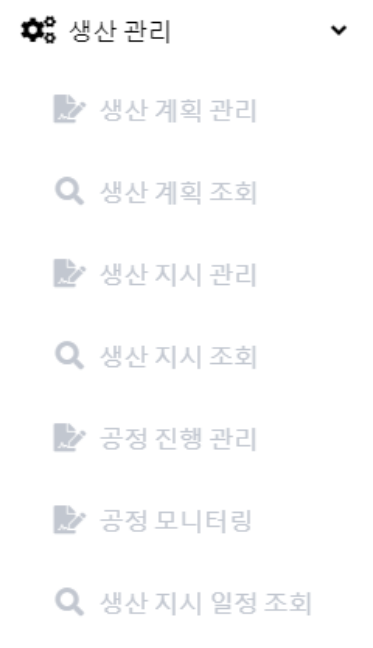 생산 관리
생산 계획 관리
생산 계획 조회
생산 지시 관리
생산 지시 조회
공정 진행 관리
공정 모니터링
생산 지시 일정 조회